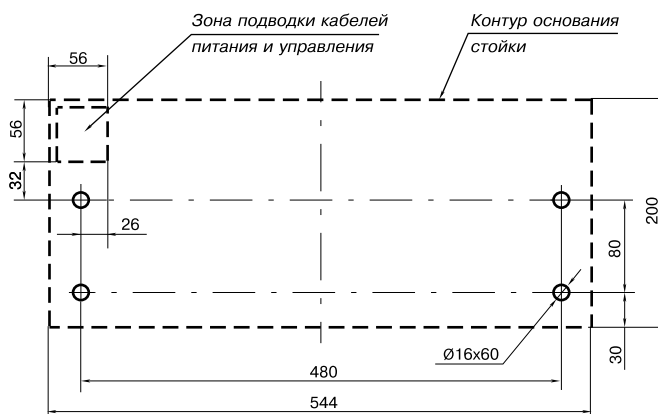 Зона подводки кабелей
питания и управления
Контур основания
стойки
56
56
32
26
200
80
30
Ø16x60
480
544